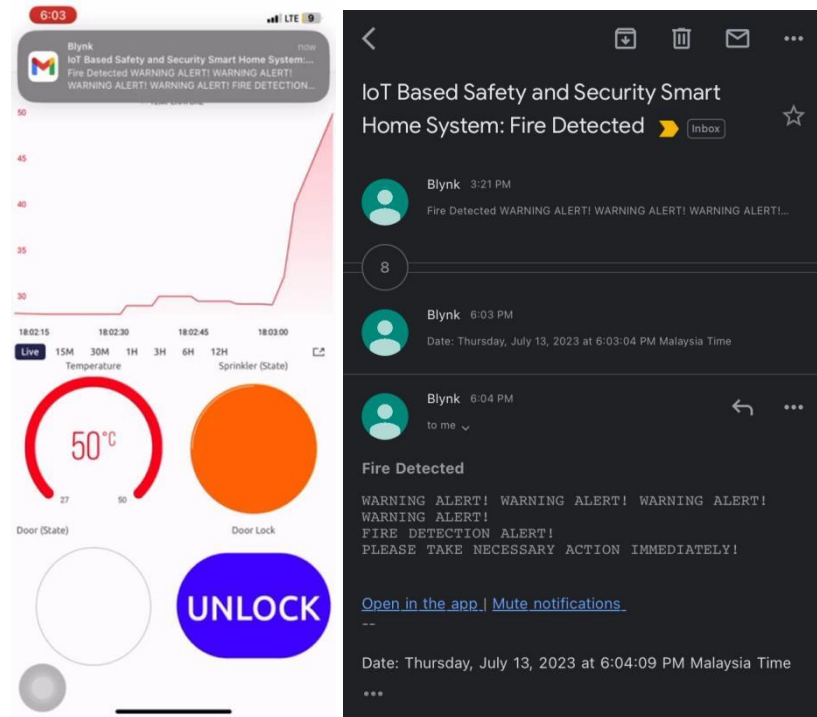 6:03
LTE 9
Blynk now
IoT Based Safety and Security Smart Home System:...
Fire Detected WARNING ALERT! WARNING ALERT!
WARNING ALERT! WARNING ALERT! FIRE DETECTION...
50
45
40
35
30
18:02:15 18:02:30 18:02:45 18:03:00
Live 15M 30M 1H 3H 6H 12H
Temperature Sprinkler (State)
50°C
27 50
Door (State) Door Lock
UNLOCK
IoT Based Safety and Security Smart
Home System: Fire Detected Inbox
Blynk 3:21 PM
Fire Detected WARNING ALERT! WARNING ALERT! WARNING ALERT!...
8
Blynk 6:03 PM
Date: Thursday, July 13, 2023 at 6:03:04 PM Malaysia Time
Blynk 6:04 PM
to me
Fire Detected
WARNING ALERT! WARNING ALERT! WARNING ALERT!
WARNING ALERT!
FIRE DETECTION ALERT!
PLEASE TAKE NECESSARY ACTION IMMEDIATELY!
Open in the app | Mute notifications
--
Date: Thursday, July 13, 2023 at 6:04:09 PM Malaysia Time